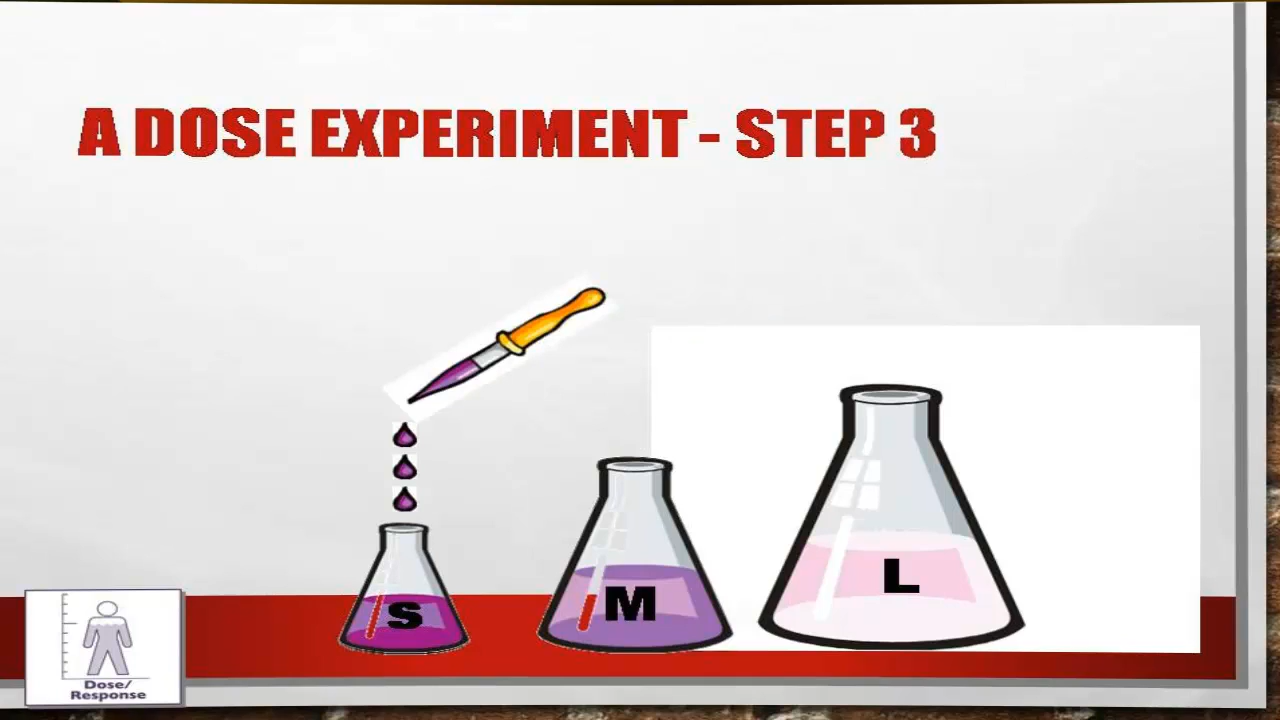 A DOSE EXPERIMENT - STEP 3
S
M
L
Dose/
Response